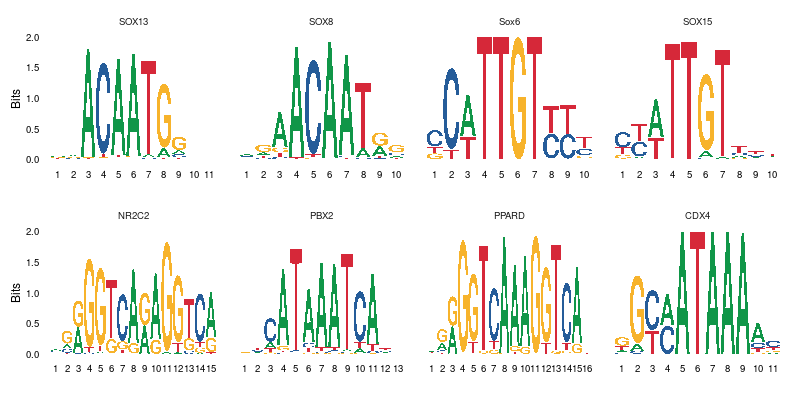 SOX13 SOX8 Sox6 SOX15
Bits
2.0
1.5
1.0
0.5
0.0
1 2 3 4 5 6 7 8 9 10 11
1 2 3 4 5 6 7 8 9 10
1 2 3 4 5 6 7 8 9 10
1 2 3 4 5 6 7 8 9 10
NR2C2 PBX2 PPARD CDX4
Bits
2.0
1.5
1.0
0.5
0.0
1 2 3 4 5 6 7 8 9 10 11 12 13 14 15
1 2 3 4 5 6 7 8 9 10 11 12 13
1 2 3 4 5 6 7 8 9 10 11 12 13 14 15 16
1 2 3 4 5 6 7 8 9 10 11